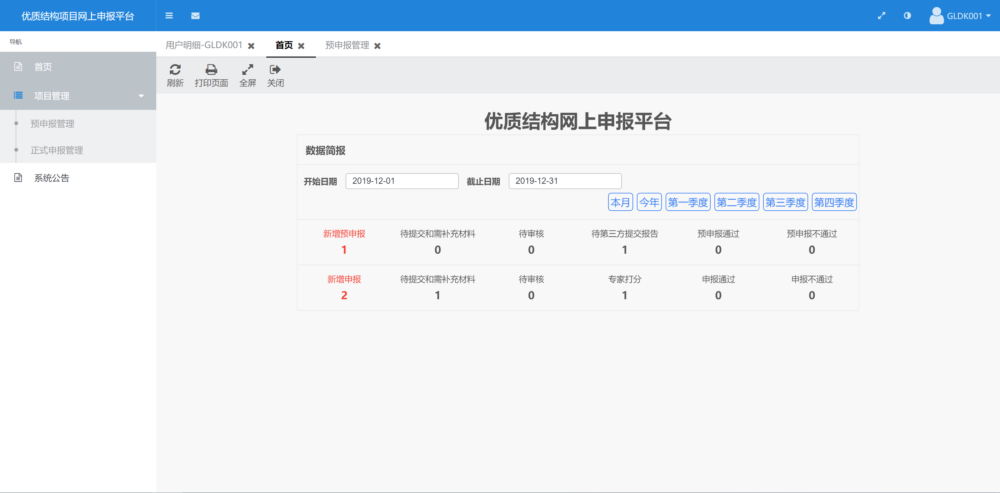 优质结构项目网上申报平台
GLDK001
导航
首页
项目管理
预申报管理
正式申报管理
系统公告
用户明细-GLDK001 首页 预申报管理
刷新 打印页面 全屏 关闭
优质结构网上申报平台
数据简报
开始日期 2019-12-01 截止日期 2019-12-31
本月 今年 第一季度 第二季度 第三季度 第四季度
新增预申报 待提交和需补充材料 待审核 待第三方提交报告 预申报通过 预申报不通过
1 0 0 1 0 0
新增申报 待提交和需补充材料 待审核 专家打分 申报通过 申报不通过
2 1 0 1 0 0